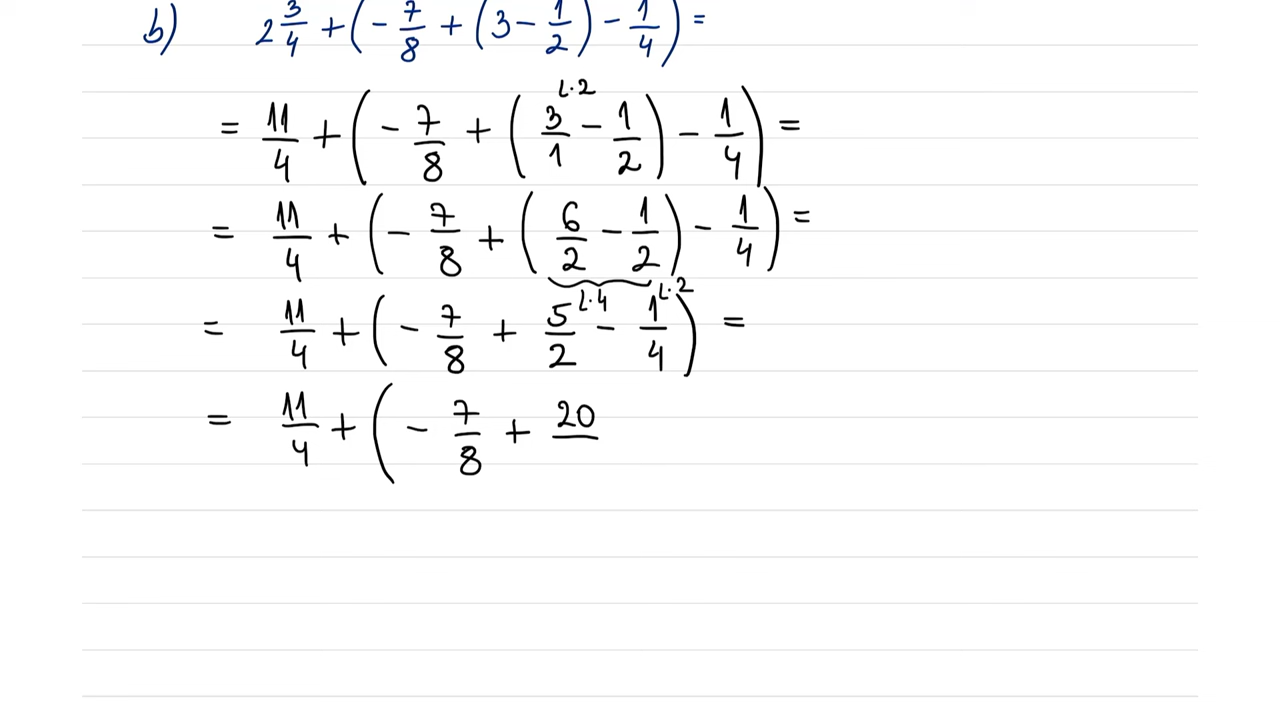 b) 2 3/4 + (- 7/8 + (3 - 1/2) - 1/4) =
= 11/4 + (- 7/8 + (3/1 - 1/2) - 1/4) =
L·2
= 11/4 + (- 7/8 + (6/2 - 1/2) - 1/4) =
= 11/4 + (- 7/8 + 5/2 - 1/4) =
L·4 L·2
= 11/4 + (- 7/8 + 20